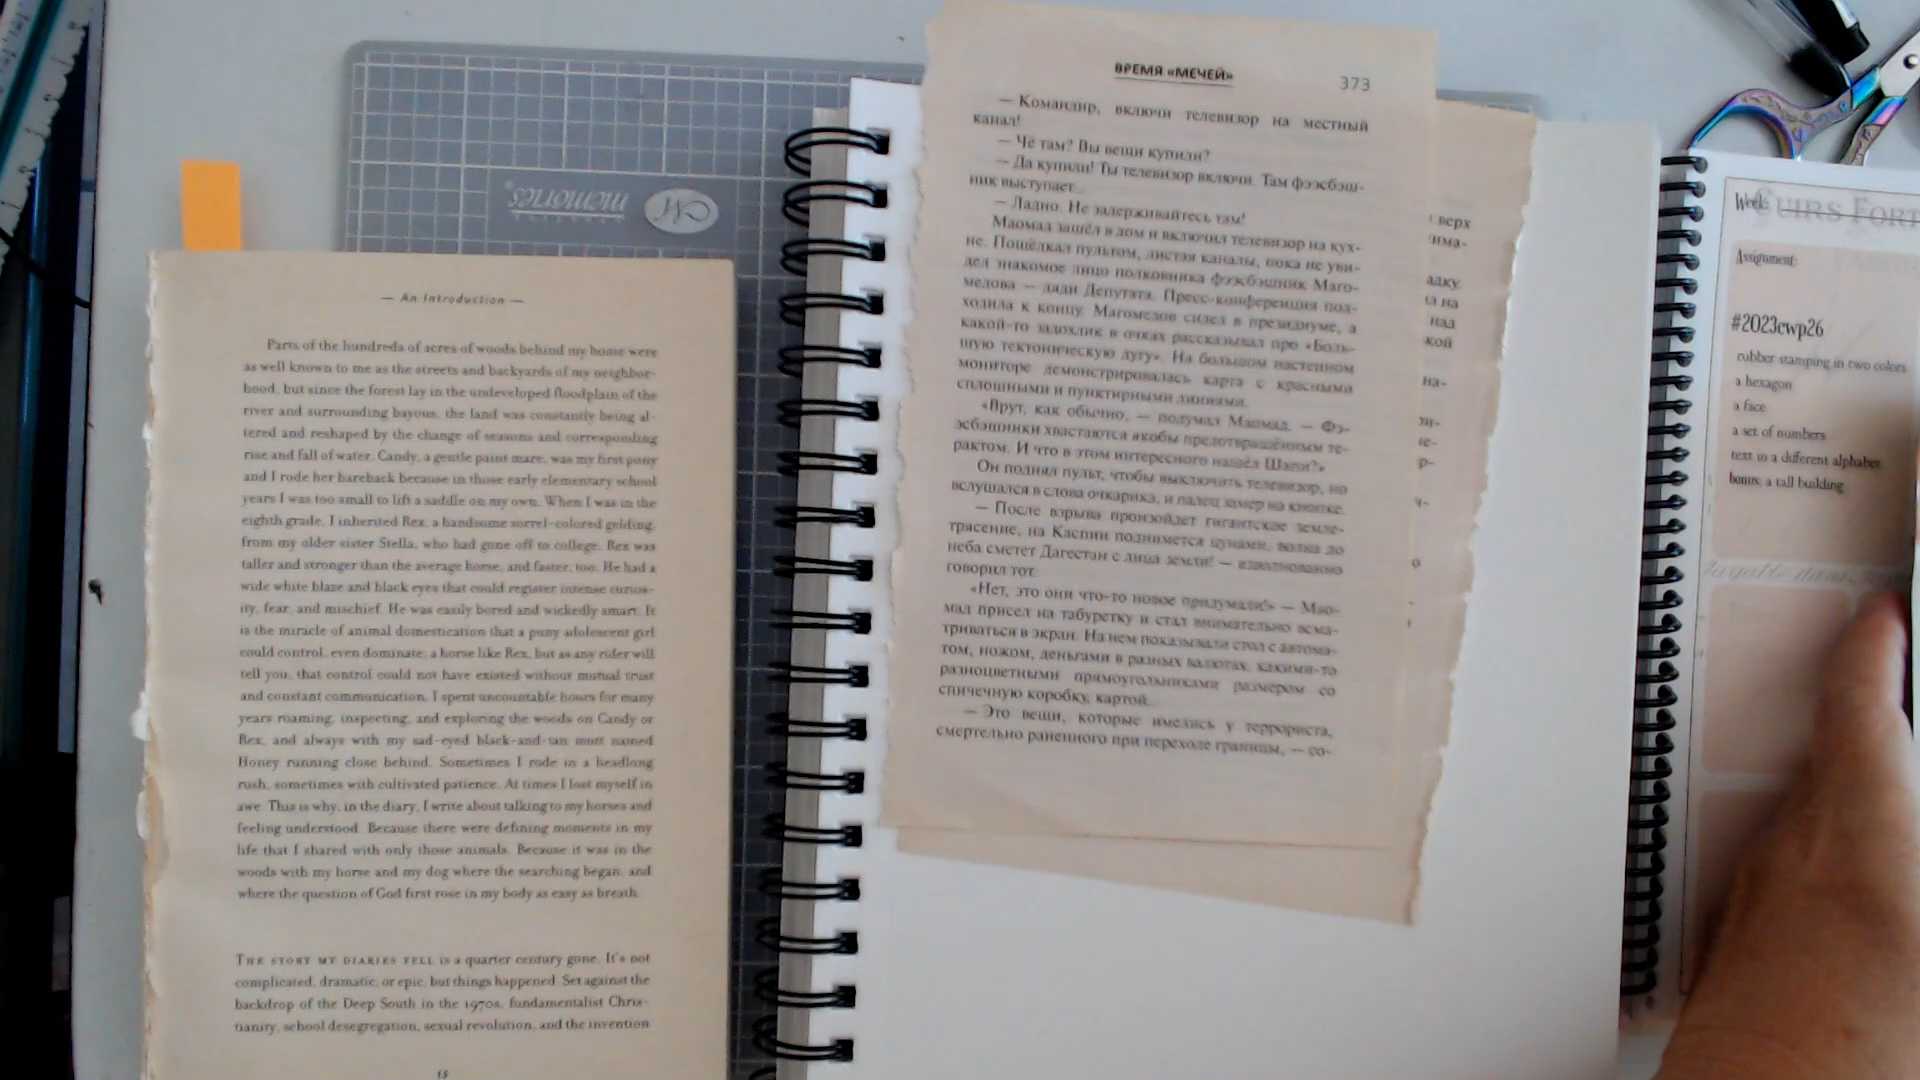 — An Introduction —
Parts of the hundreds of acres of woods behind my home were
as well known to me as the streets and backyards of my neighbor-
hood, but since the forest lay in the undeveloped floodplain of the
river and surrounding bayous, the land was constantly being al-
tered and reshaped by the change of seasons and corresponding
rise and fall of water. Candy, a gentle paint mare, was my first pony
and I rode her bareback because in those early elementary school
years I was too small to lift a saddle on my own. When I was in the
eighth grade, I inherited Rex, a handsome sorrel-colored gelding,
from my older sister Stella, who had gone off to college. Rex was
taller and stronger than the average horse, and faster, too. He had a
wide white blaze and black eyes that could register intense curios-
ity, fear, and mischief. He was easily bored and wickedly smart. It
is the miracle of animal domestication that a puny adolescent girl
could control, even dominate, a horse like Rex, but as any rider will
tell you, that control could not have existed without mutual trust
and constant communication. I spent uncountable hours for many
years roaming, inspecting, and exploring the woods on Candy or
Rex, and always with my sad-eyed black-and-tan mutt named
Honey running close behind. Sometimes I rode in a headlong
rush, sometimes with cultivated patience. At times I lost myself in
awe. This is why, in the diary, I write about talking to my horses and
feeling understood. Because there were defining moments in my
life that I shared with only those animals. Because it was in the
woods with my horse and my dog where the searching began, and
where the question of God first rose in my body as easy as breath.
THE STORY MY DIARIES TELL is a quarter century gone. It's not
complicated, dramatic, or epic, but things happened. Set against the
backdrop of the Deep South in the 1970s, fundamentalist Chris-
tianity, school desegregation, sexual revolution, and the invention
15
memories
ВРЕМЯ «МЕЧЕЙ» 373
— Командир, включи телевизор на местный
канал!
— Чё там? Вы вещи купили?
— Да купили! Ты телевизор включи. Там фээсбэш-
ник выступает...
— Ладно. Не задерживайтесь там!
Маомал зашёл в дом и включил телевизор на кух-
не. Пощёлкал пультом, листая каналы, пока не уви-
дел знакомое лицо полковника фээсбэшник Маго-
медова — дяди Депутата. Пресс-конференция под-
ходила к концу. Магомедов сидел в президиуме, а
какой-то задохлик в очках рассказывал про «Боль-
шую тектоническую дугу». На большом настенном
мониторе демонстрировалась карта с красными
сплошными и пунктирными линиями.
«Врут, как обычно, — подумал Маомал. — Фэ-
эсбэшники хвастаются якобы предотвращённым те-
рактом. И что в этом интересного нашёл Шапи?»
Он поднял пульт, чтобы выключить телевизор, но
вслушался в слова очкарика, и палец замер на кнопке.
— После взрыва произойдет гигантское земле-
трясение, на Каспии поднимется цунами, волна до
неба сметет Дагестан с лица земли! — взволнованно
говорил тот.
«Нет, это они что-то новое придумали!» — Мао-
мал присел на табуретку и стал внимательно всма-
триваться в экран. На нем показывали стол с автома-
том, ножом, деньгами в разных валютах, какими-то
разноцветными прямоугольниками размером со
спичечную коробку, картой.
— Это вещи, которые имелись у террориста,
смертельно раненного при переходе границы, — со-
верх
Week:
Assignment:
#2023cwp26
rubber stamping in two colors
a hexagon
a face
a set of numbers
text in a different alphabet
bonus: a tall building